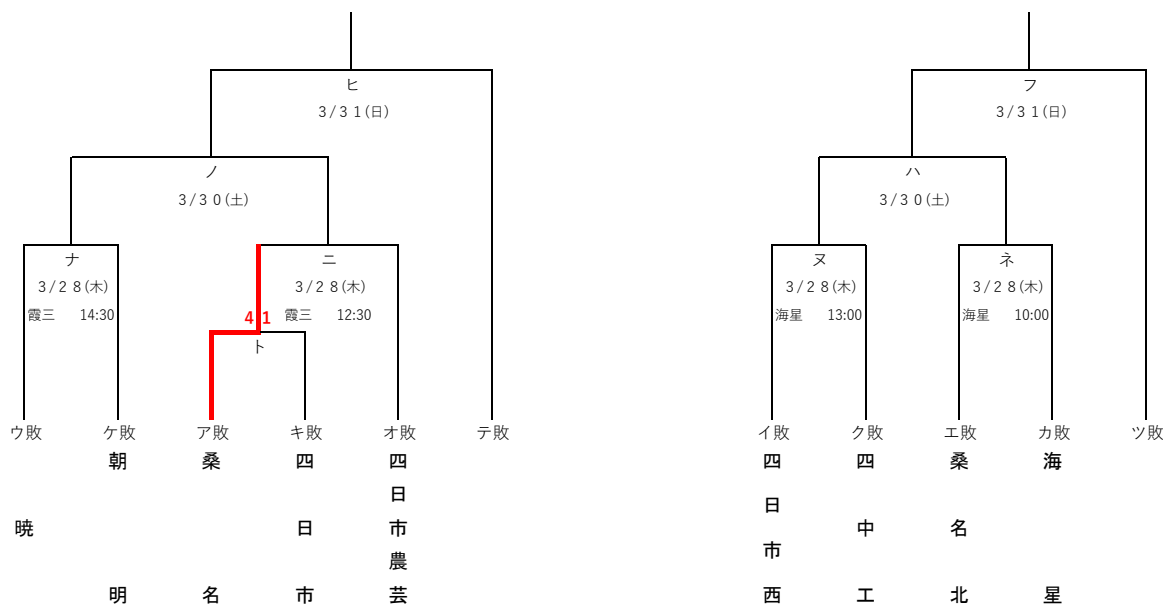 ヒ
3/31(日)
フ
3/31(日)
ノ
3/30(土)
ハ
3/30(土)
ナ
3/28(木)
霞三 14:30
ニ
3/28(木)
霞三 12:30
4 1
ト
ヌ
3/28(木)
海星 13:00
ネ
3/28(木)
海星 10:00
ウ敗 ケ敗 ア敗 キ敗 オ敗 テ敗
イ敗 ク敗 エ敗 カ敗 ツ敗
暁
朝明
桑名
四日市
四日市農芸
四日市西
四中工
桑名北
海星